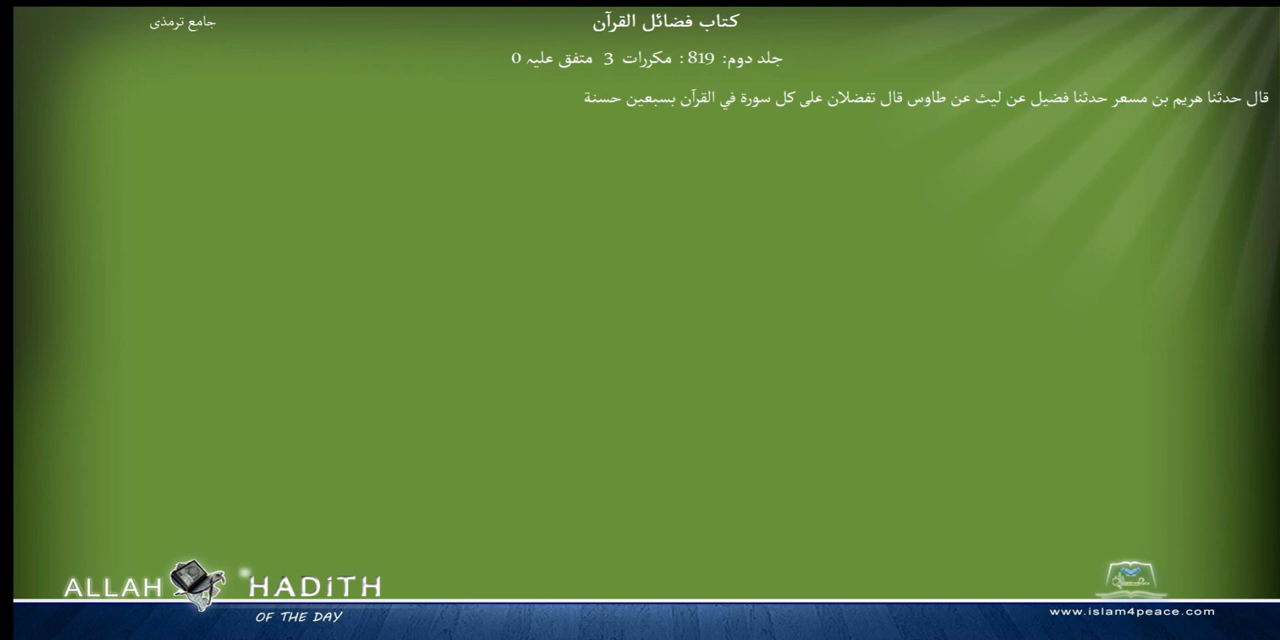 کتاب فضائل القرآن
جامع ترمذی
جلد دوم: 819 : مکررات 3 متفق علیہ 0
قال حدثنا هريم بن مسعر حدثنا فضيل عن ليث عن طاوس قال تفضلان على كل سورة في القرآن بسبعين حسنة
ALLAH HADITH
OF THE DAY
www.islam4peace.com